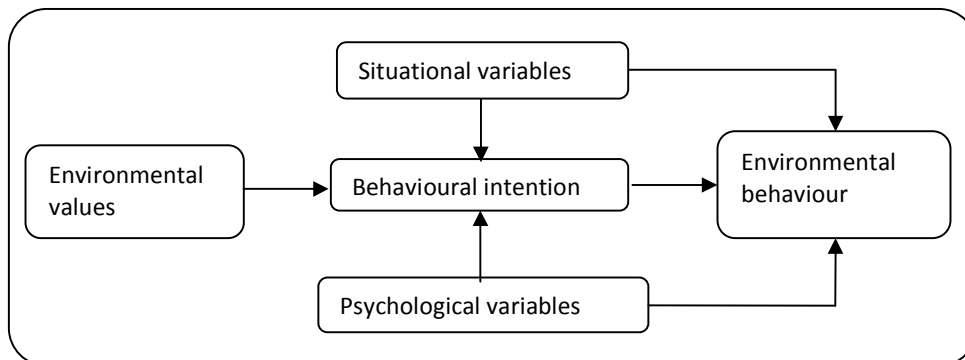 Situational variables
Environmental
values
Behavioural intention
Environmental
behaviour
Psychological variables